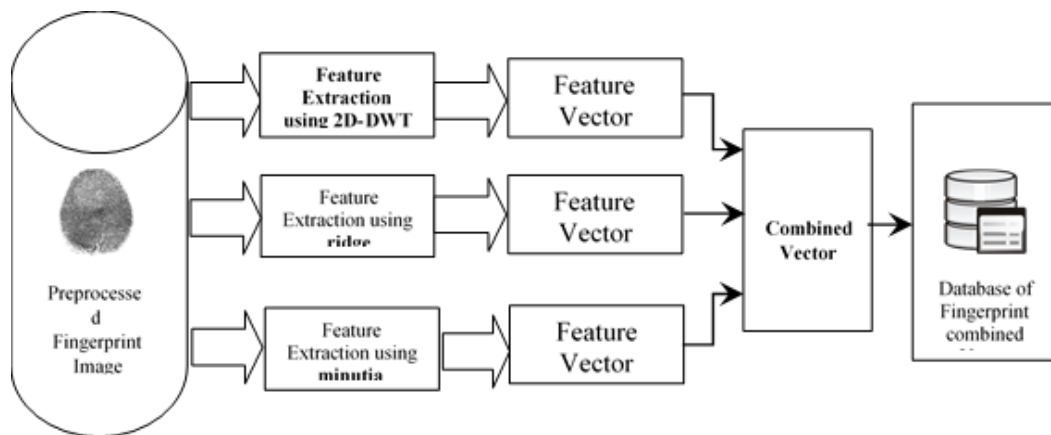 Preprocesse
d
Fingerprint
Image
Feature
Extraction
using 2D-DWT
Feature
Vector
Feature
Extraction using
ridge
Feature
Vector
Feature
Extraction using
minutia
Feature
Vector
Combined
Vector
Database of
Fingerprint
combined